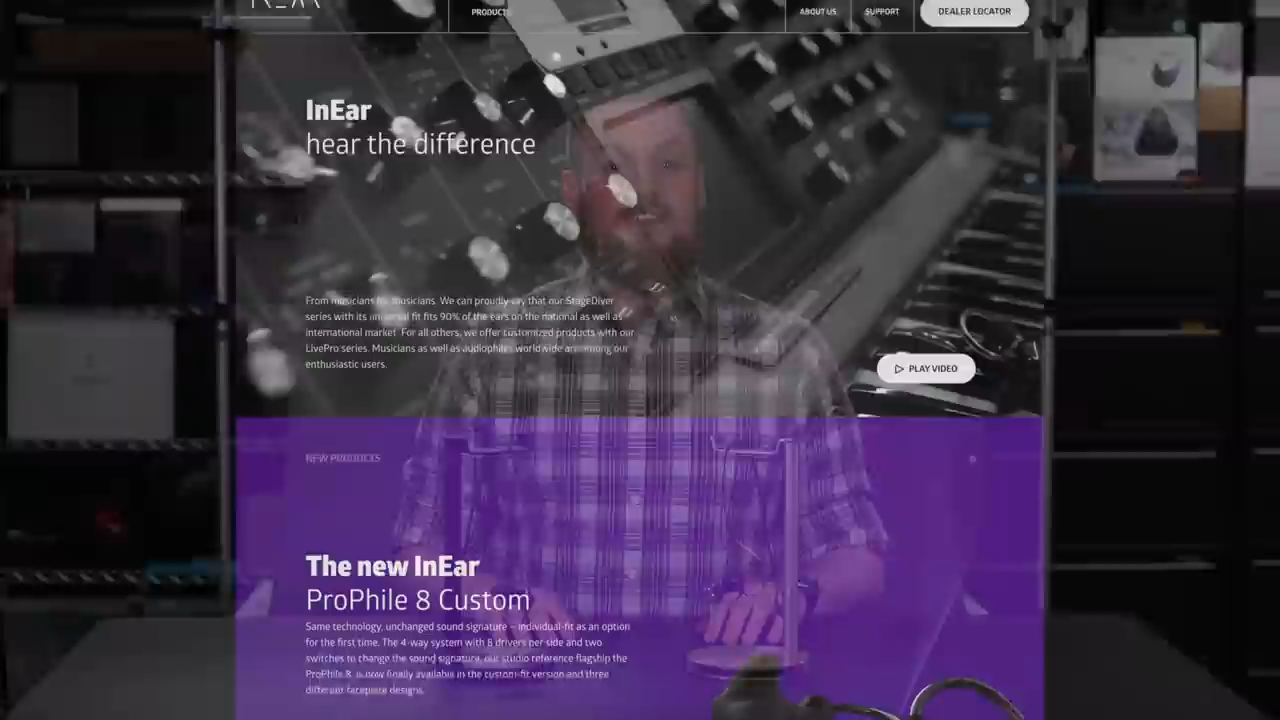 PRODUCTS
ABOUT US
SUPPORT
DEALER LOCATOR
InEar
hear the difference
From musicians for musicians. We can proudly say that our StageDiver
series with its universal fit fits 90% of the ears on the national as well as
international market. For all others, we offer customized products with our
LivePro series. Musicians as well as audiophiles worldwide are among our
enthusiastic users.
PLAY VIDEO
NEW PRODUCTS
The new InEar
ProPhile 8 Custom
Same technology, unchanged sound signature – individual-fit as an option
for the first time. The 4-way system with 8 drivers per side and two
switches to change the sound signature, our studio reference flagship the
ProPhile 8, is now finally available in the custom-fit version and three
different faceplate designs.